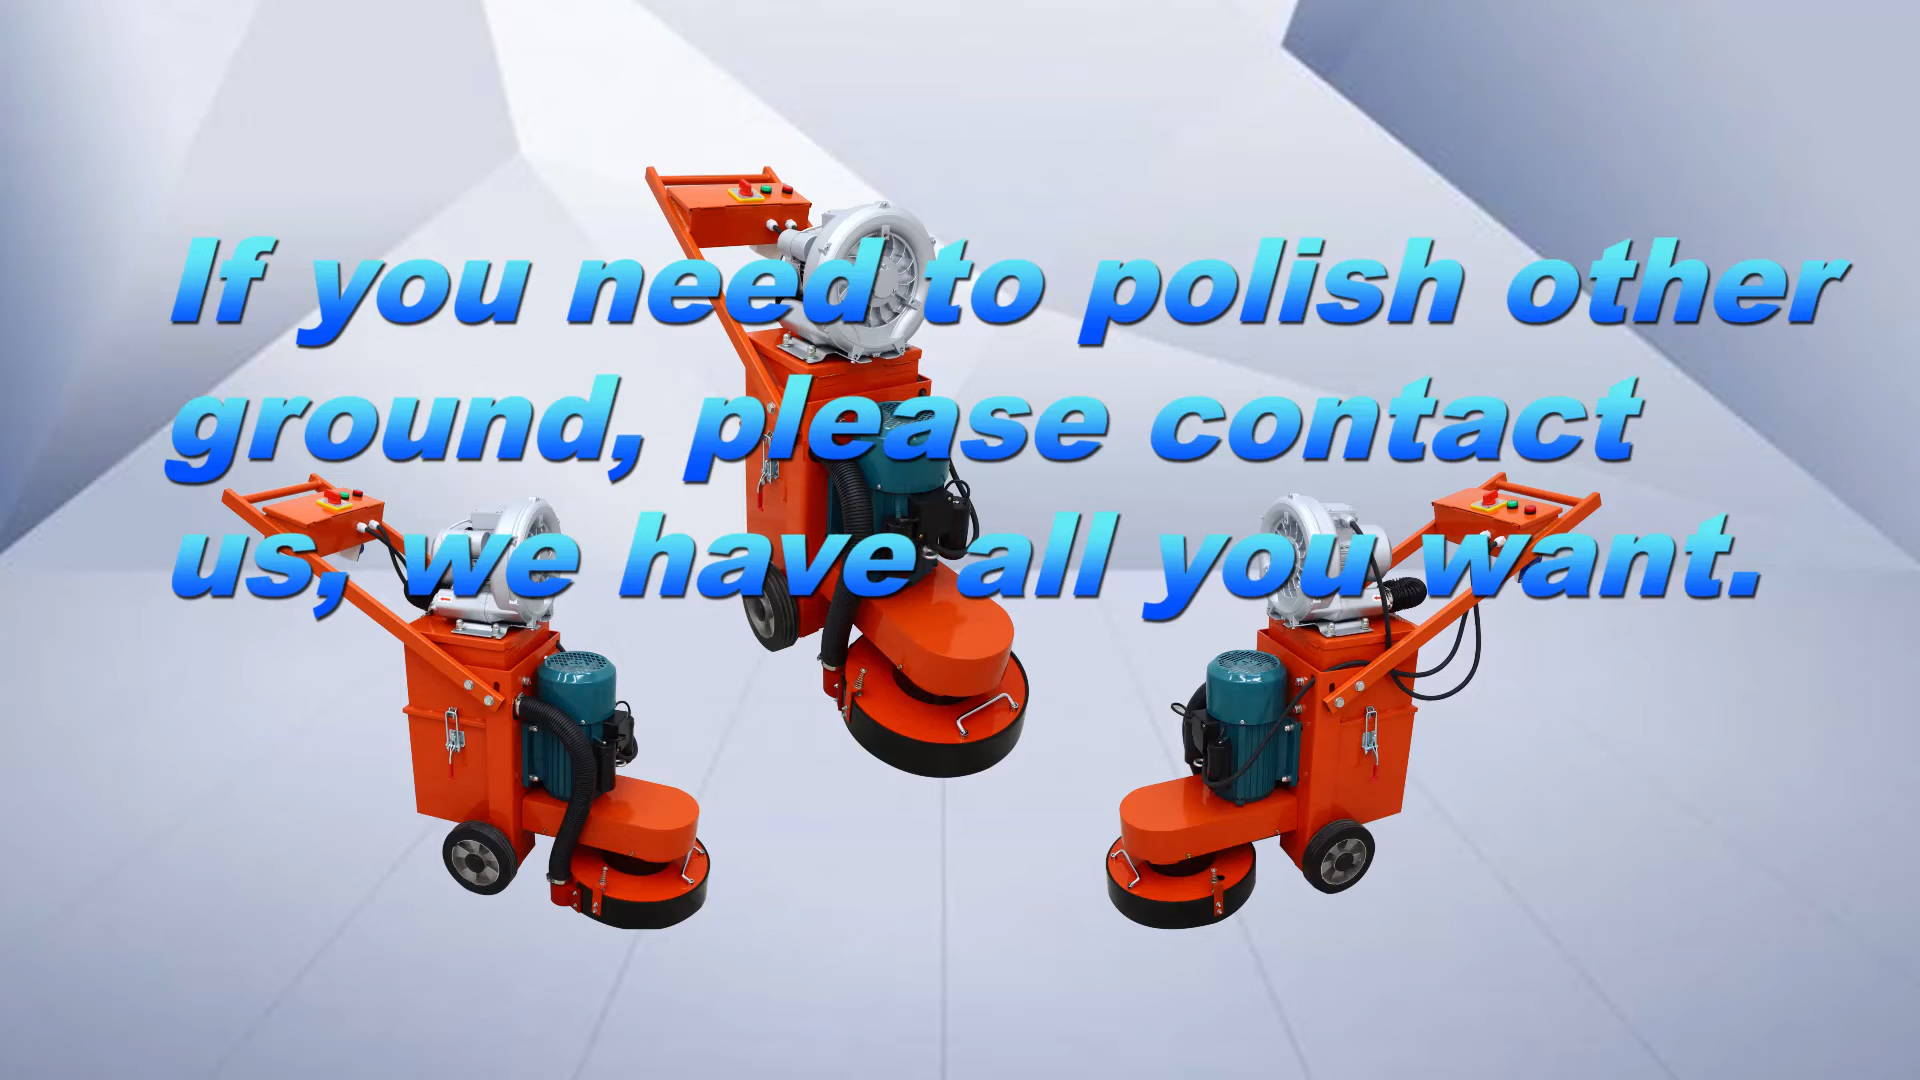 If you need to polish other
ground, please contact
us, we have all you want.